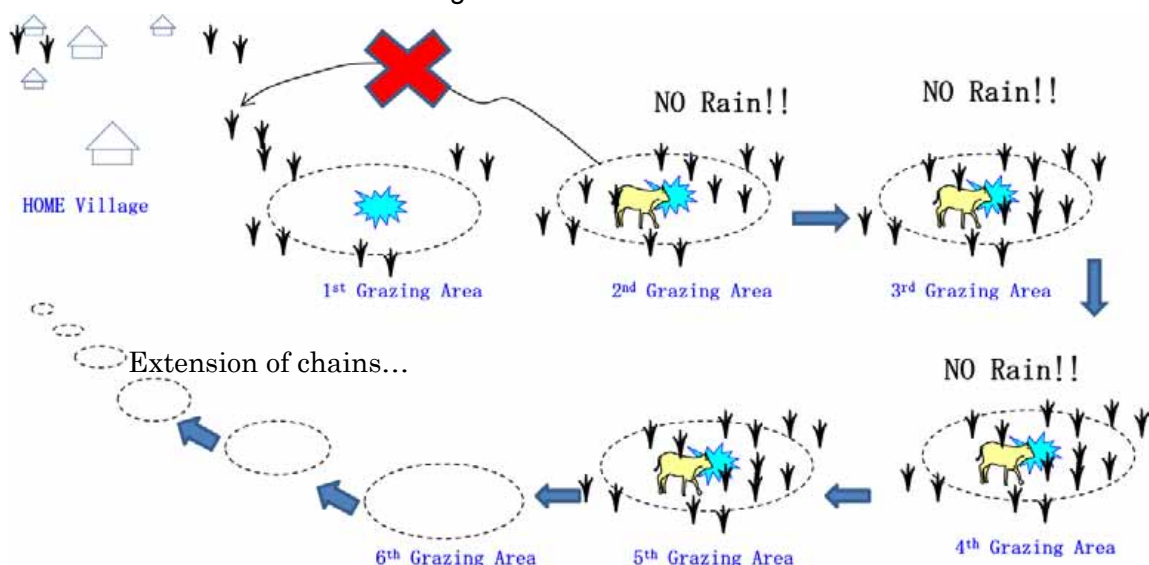 NO Rain!!
NO Rain!!
HOME Village
1st Grazing Area
2nd Grazing Area
3rd Grazing Area
Extension of chains...
NO Rain!!
6th Grazing Area
5th Grazing Area
4th Grazing Area